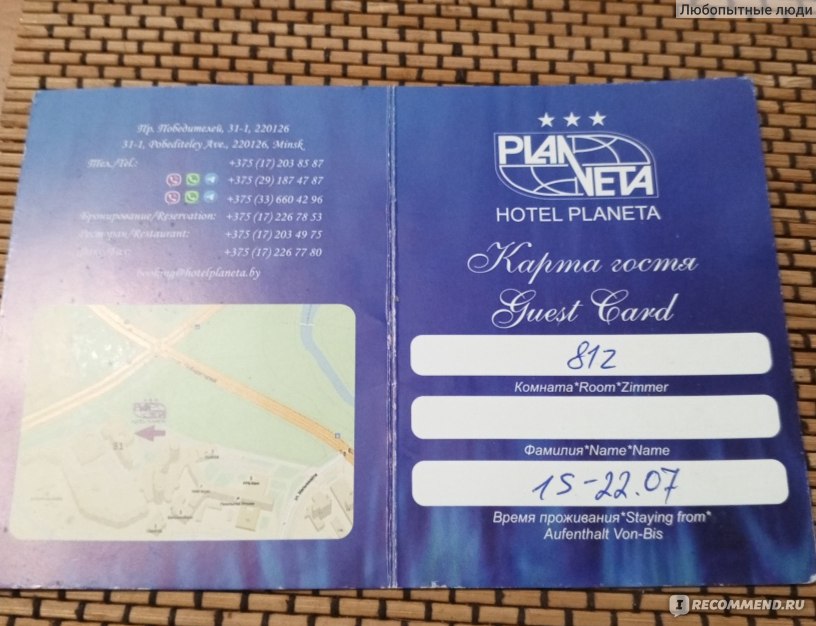 Любопытные люди
Пр. Победителей, 31-1, 220126
31-1, Pobediteley Ave., 220126, Minsk
Тел./Tel.: +375 (17) 203 85 87
+375 (29) 187 47 87
+375 (33) 660 42 96
Бронирование/Reservation: +375 (17) 226 78 53
Ресторан/Restaurant: +375 (17) 203 49 75
+375 (17) 226 77 80
booking@hotelplaneta.by
31
PLANETA
HOTEL PLANETA
Карта гостя
Guest Card
812
Комната*Room*Zimmer
Фамилия*Name*Name
15-22.07
Время проживания*Staying from*
Aufenthalt Von-Bis
IRECOMMEND.RU